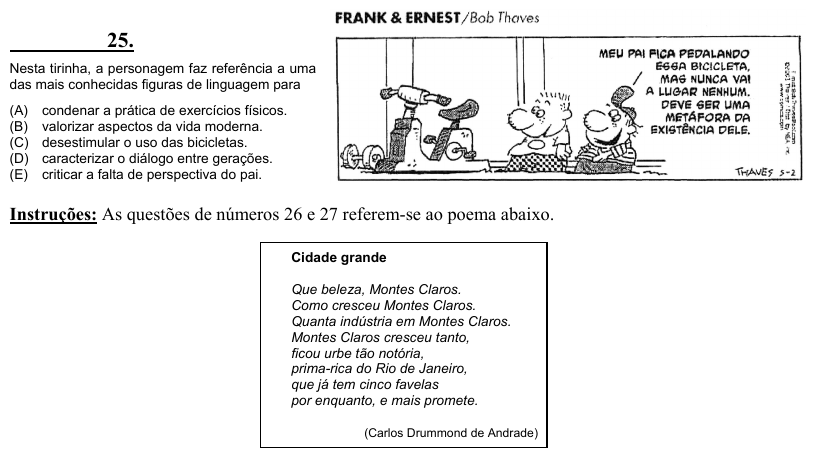 FRANK & ERNEST/Bob Thaves
25.
Nesta tirinha, a personagem faz referência a uma
das mais conhecidas figuras de linguagem para
(A) condenar a prática de exercícios físicos.
(B) valorizar aspectos da vida moderna.
(C) desestimular o uso das bicicletas.
(D) caracterizar o diálogo entre gerações.
(E) criticar a falta de perspectiva do pai.
MEU PAI FICA PEDALANDO
ESSA BICICLETA,
MAS NUNCA VAI
A LUGAR NENHUM.
DEVE SER UMA
METÁFORA DA
EXISTÊNCIA DELE.
THAVES 5-2
Instruções: As questões de números 26 e 27 referem-se ao poema abaixo.
Cidade grande
Que beleza, Montes Claros.
Como cresceu Montes Claros.
Quanta indústria em Montes Claros.
Montes Claros cresceu tanto,
ficou urbe tão notória,
prima-rica do Rio de Janeiro,
que já tem cinco favelas
por enquanto, e mais promete.
(Carlos Drummond de Andrade)